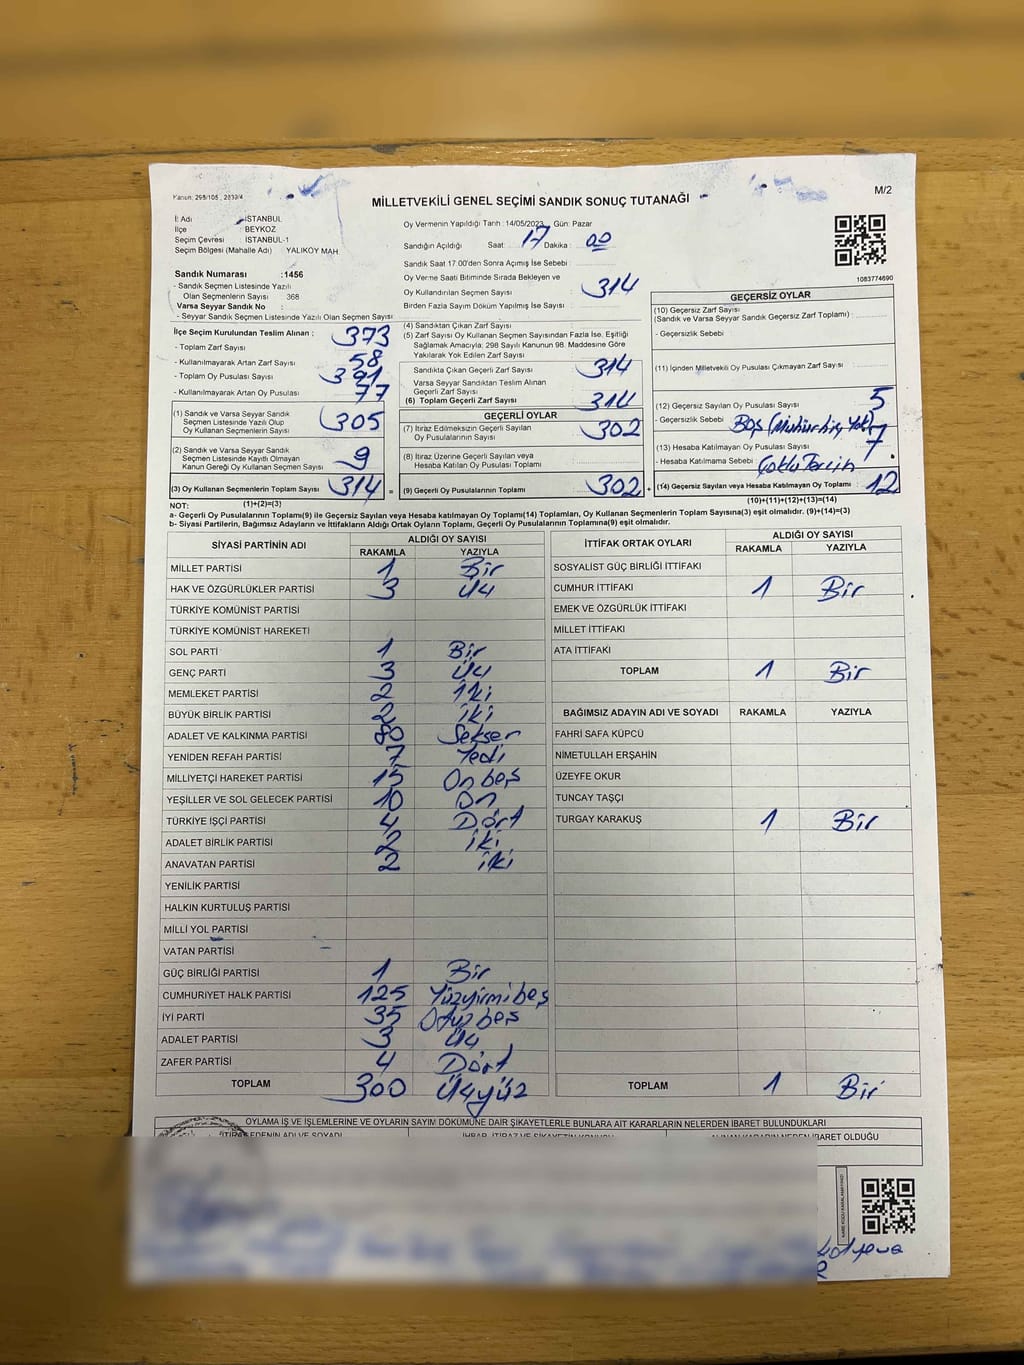 Kanun: 298/105 , 2839/4
MİLLETVEKİLİ GENEL SEÇİMİ SANDIK SONUÇ TUTANAĞI
M/2
İl Adı : İSTANBUL
İlçe : BEYKOZ
Seçim Çevresi : İSTANBUL-1
Seçim Bölgesi (Mahalle Adı) YALIKÖY MAH.
Sandık Numarası :1456
- Sandık Seçmen Listesinde Yazılı
Olan Seçmenlerin Sayısı : 368
Varsa Seyyar Sandık No :
- Seyyar Sandık Seçmen Listesinde Yazılı Olan Seçmen Sayısı
Oy Vermenin Yapıldığı Tarih :14/05/2023 Gün: Pazar
Sandığın Açıldığı Saat: 17 Dakika : 00
Sandık Saat 17.00'den Sonra Açılmış İse Sebebi :
Oy Verme Saati Bitiminde Sırada Bekleyen ve
Oy Kullandırılan Seçmen Sayısı : 314
Birden Fazla Sayım Döküm Yapılmış İse Sayısı :
1083774690
İlçe Seçim Kurulundan Teslim Alınan :
- Toplam Zarf Sayısı : 373
- Kullanılmayarak Artan Zarf Sayısı : 58
- Toplam Oy Pusulası Sayısı : 391
- Kullanılmayarak Artan Oy Pusulası : 77
(1) Sandık ve Varsa Seyyar Sandık
Seçmen Listesinde Yazılı Olup
Oy Kullanan Seçmenlerin Sayısı : 305
(2) Sandık ve Varsa Seyyar Sandık
Seçmen Listesinde Kayıtlı Olmayan
Kanun Gereği Oy Kullanan Seçmen Sayısı : 9
(3) Oy Kullanan Seçmenlerin Toplam Sayısı : 314 =
(1)+(2)=(3)
(4) Sandıktan Çıkan Zarf Sayısı :
(5) Zarf Sayısı Oy Kullanan Seçmen Sayısından Fazla İse, Eşitliği
Sağlamak Amacıyla; 298 Sayılı Kanunun 98. Maddesine Göre
Yakılarak Yok Edilen Zarf Sayısı :
Sandıkta Çıkan Geçerli Zarf Sayısı : 314
Varsa Seyyar Sandıktan Teslim Alınan
Geçerli Zarf Sayısı :
(6) Toplam Geçerli Zarf Sayısı : 314
GEÇERLİ OYLAR
(7) İtiraz Edilmeksizin Geçerli Sayılan
Oy Pusulalarının Sayısı : 302
(8) İtiraz Üzerine Geçerli Sayılan veya
Hesaba Katılan Oy Pusulası Toplamı :
(9) Geçerli Oy Pusulalarının Toplamı : 302 +
GEÇERSİZ OYLAR
(10) Geçersiz Zarf Sayısı
(Sandık ve Varsa Seyyar Sandık Geçersiz Zarf Toplamı) :
- Geçersizlik Sebebi :
(11) İçinden Milletvekili Oy Pusulası Çıkmayan Zarf Sayısı :
(12) Geçersiz Sayılan Oy Pusulası Sayısı : 5
- Geçersizlik Sebebi : Boş (Mühür hiç yok)
(13) Hesaba Katılmayan Oy Pusulası Sayısı : 7
- Hesaba Katılmama Sebebi : Çoklu Tercih
(14) Geçersiz Sayılan veya Hesaba Katılmayan Oy Toplamı : 12
(10)+(11)+(12)+(13)=(14)
NOT:
a- Geçerli Oy Pusulalarının Toplamı(9) ile Geçersiz Sayılan veya Hesaba katılmayan Oy Toplamı(14) Toplamları, Oy Kullanan Seçmenlerin Toplam Sayısına(3) eşit olmalıdır. (9)+(14)=(3)
b- Siyasi Partilerin, Bağımsız Adayların ve İttifakların Aldığı Ortak Oyların Toplamı, Geçerli Oy Pusulalarının Toplamına(9) eşit olmalıdır.
SİYASİ PARTİNİN ADI ALDIĞI OY SAYISI
RAKAMLA YAZIYLA
MİLLET PARTİSİ 1 Bir
HAK VE ÖZGÜRLÜKLER PARTİSİ 3 Üç
TÜRKİYE KOMÜNİST PARTİSİ
TÜRKİYE KOMÜNİST HAREKETİ
SOL PARTİ 1 Bir
GENÇ PARTİ 3 Üç
MEMLEKET PARTİSİ 2 İki
BÜYÜK BİRLİK PARTİSİ 2 iki
ADALET VE KALKINMA PARTİSİ 80 Seksen
YENİDEN REFAH PARTİSİ 7 Yedi
MİLLİYETÇİ HAREKET PARTİSİ 15 On beş
YEŞİLLER VE SOL GELECEK PARTİSİ 10 On
TÜRKİYE İŞÇİ PARTİSİ 4 Dört
ADALET BİRLİK PARTİSİ 2 iki
ANAVATAN PARTİSİ 2 iki
YENİLİK PARTİSİ
HALKIN KURTULUŞ PARTİSİ
MİLLİ YOL PARTİSİ
VATAN PARTİSİ
GÜÇ BİRLİĞİ PARTİSİ 1 Bir
CUMHURİYET HALK PARTİSİ 125 Yüzyirmibeş
İYİ PARTİ 35 Otuzbeş
ADALET PARTİSİ 3 Üç
ZAFER PARTİSİ 4 Dört
TOPLAM 300 Üçyüz
İTTİFAK ORTAK OYLARI ALDIĞI OY SAYISI
RAKAMLA YAZIYLA
SOSYALİST GÜÇ BİRLİĞİ İTTİFAKI
CUMHUR İTTİFAKI 1 Bir
EMEK VE ÖZGÜRLÜK İTTİFAKI
MİLLET İTTİFAKI
ATA İTTİFAKI
TOPLAM 1 Bir
BAĞIMSIZ ADAYIN ADI VE SOYADI RAKAMLA YAZIYLA
FAHRİ SAFA KÜPCÜ
NİMETULLAH ERŞAHİN
ÜZEYFE OKUR
TUNCAY TAŞÇI
TURGAY KARAKUŞ 1 Bir
TOPLAM 1 Bir
OYLAMA İŞ VE İŞLEMLERİNE VE OYLARIN SAYIM DÖKÜMÜNE DAİR ŞİKAYETLERLE BUNLARA AİT KARARLARIN NELERDEN İBARET BULUNDUKLARI
İTİRAZ EDENİN ADI VE SOYADI İHBAR, İTİRAZ VE ŞİKAYETİN KONUSU ALINAN KARARIN NEDEN İBARET OLDUĞU